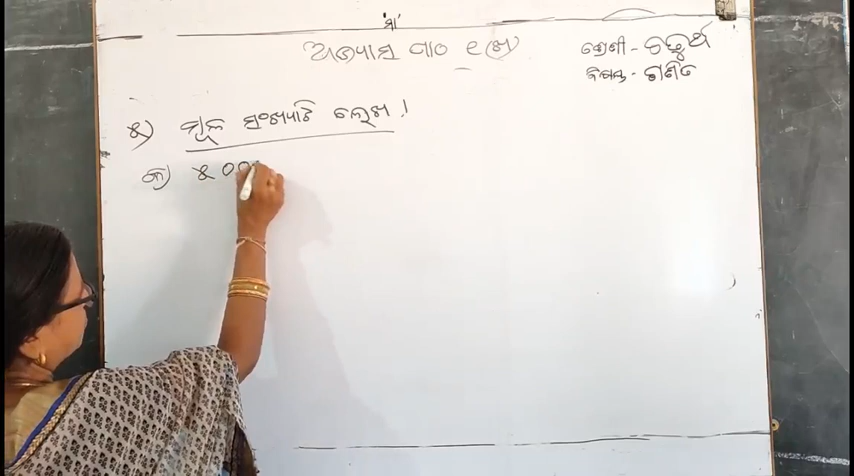 'ସା'
ଅଭ୍ୟାସ ପାଠ ୧(ଖ)
ଶ୍ରେଣୀ - ଚତୁର୍ଥ
ବିଷୟ - ଗଣିତ
୪) ମୂଳ ସଂଖ୍ୟାଟି ଲେଖ !
କ) ୪୦୦